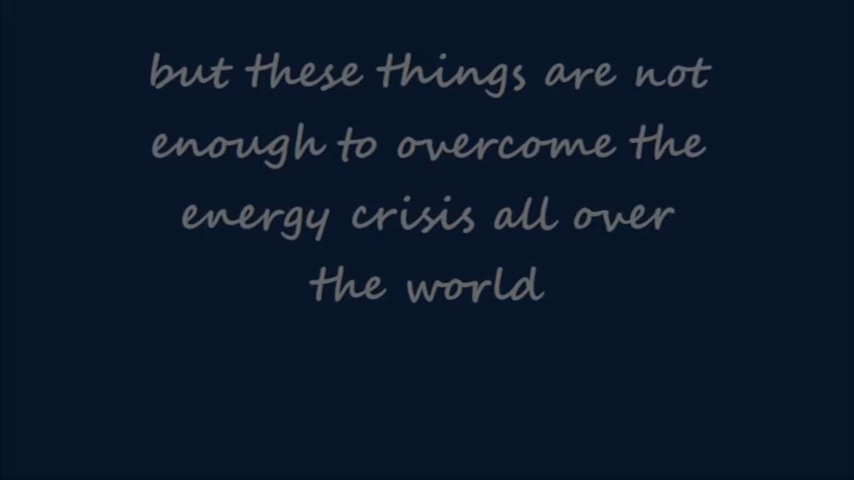 but these things are not
enough to overcome the
energy crisis all over
the world